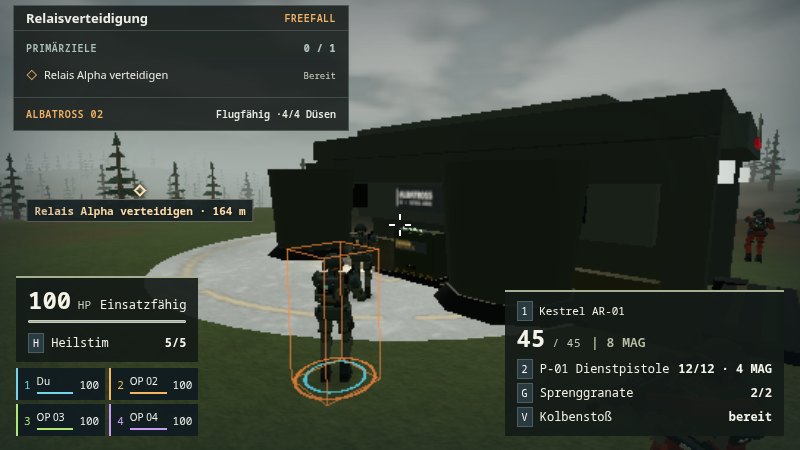 Relaisverteidigung FREEFALL
PRIMÄRZIELE 0 / 1
Relais Alpha verteidigen Bereit
ALBATROSS 02 Flugfähig ·4/4 Düsen
ALBATROSS
Relais Alpha verteidigen · 164 m
100 HP Einsatzfähig
H Heilstim 5/5
1 Du 100
2 OP 02 100
3 OP 03 100
4 OP 04 100
1 Kestrel AR-01
45 / 45 | 8 MAG
2 P-01 Dienstpistole 12/12 · 4 MAG
G Sprenggranate 2/2
V Kolbenstoß bereit